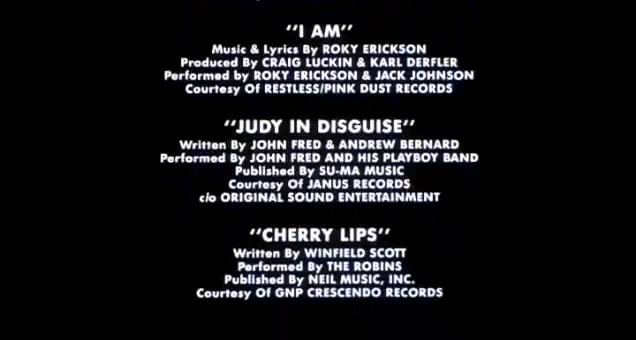 "I AM"
Music & Lyrics By ROKY ERICKSON
Produced By CRAIG LUCKIN & KARL DERFLER
Performed by ROKY ERICKSON & JACK JOHNSON
Courtesy Of RESTLESS/PINK DUST RECORDS
"JUDY IN DISGUISE"
Written By JOHN FRED & ANDREW BERNARD
Performed By JOHN FRED AND HIS PLAYBOY BAND
Published By SU-MA MUSIC
Courtesy Of JANUS RECORDS
c/o ORIGINAL SOUND ENTERTAINMENT
"CHERRY LIPS"
Written By WINFIELD SCOTT
Performed By THE ROBINS
Published By NEIL MUSIC, INC.
Courtesy Of GNP CRESCENDO RECORDS